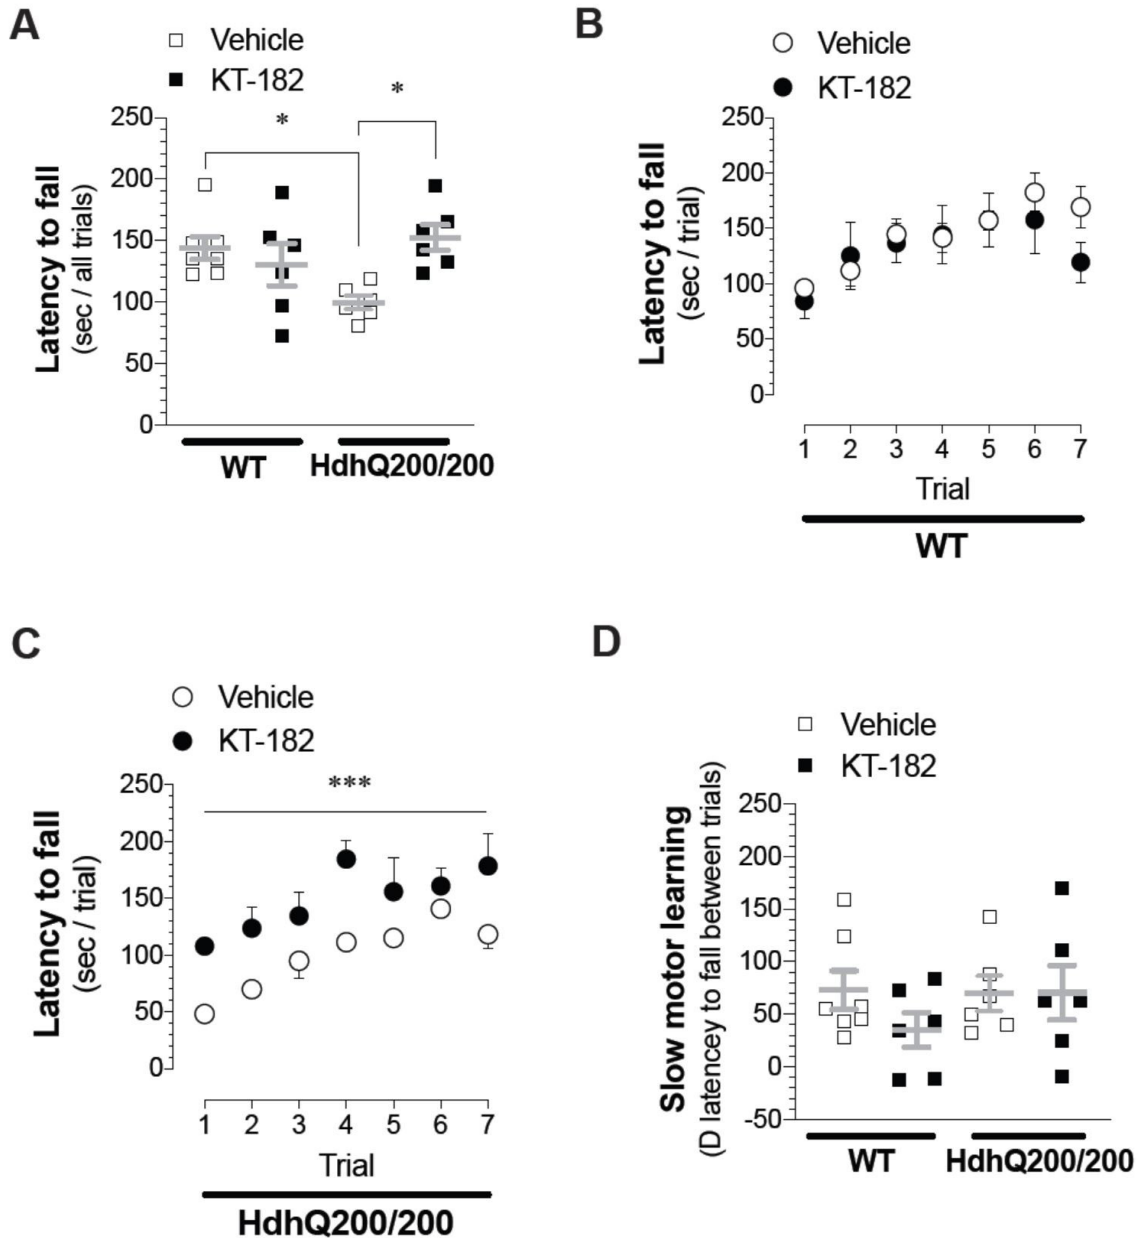 A
Vehicle
KT-182
*
*
Latency to fall
(sec / all trials)
250
200
150
100
50
0
WT
HdhQ200/200
B
Vehicle
KT-182
Latency to fall
(sec / trial)
250
200
150
100
50
0
1 2 3 4 5 6 7
Trial
WT
C
Vehicle
KT-182
***
Latency to fall
(sec / trial)
250
200
150
100
50
0
1 2 3 4 5 6 7
Trial
HdhQ200/200
D
Vehicle
KT-182
Slow motor learning
(D latencey to fall between trials)
250
200
150
100
50
0
-50
WT
HdhQ200/200